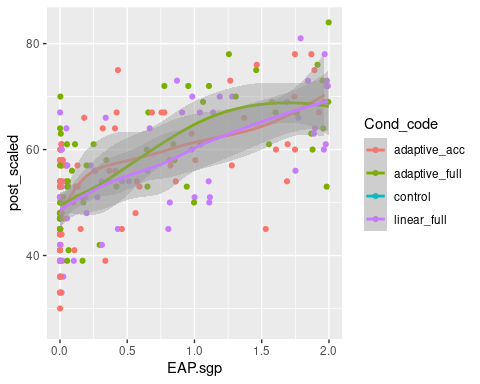 80
60
40
post_scaled
0.0 0.5 1.0 1.5 2.0
EAP.sgp
Cond_code
adaptive_acc
adaptive_full
control
linear_full